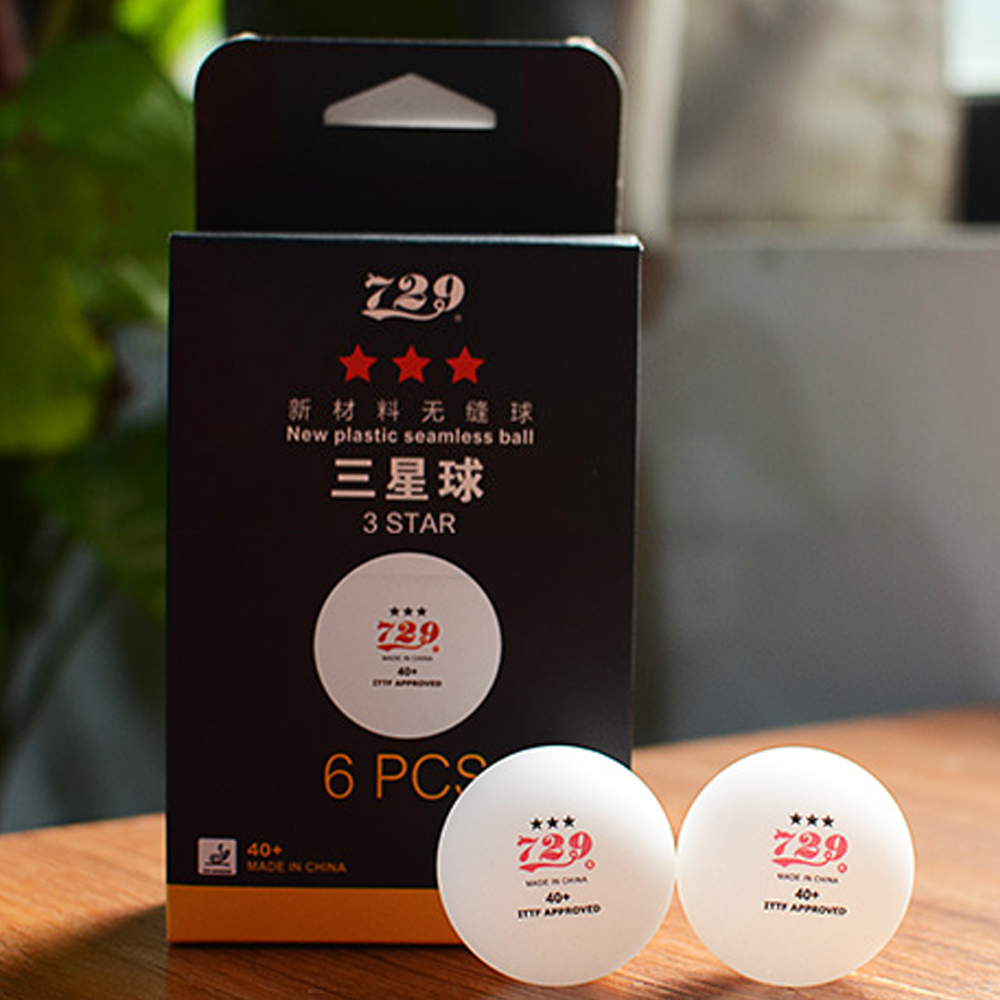 729
新材料无缝球
New plastic seamless ball
三星球
3 STAR
729
MADE IN CHINA
40+
ITTF APPROVED
6 PCS
40+
MADE IN CHINA
729
MADE IN CHINA
40+
ITTF APPROVED
729
MADE IN CHINA
40+
ITTF APPROVED